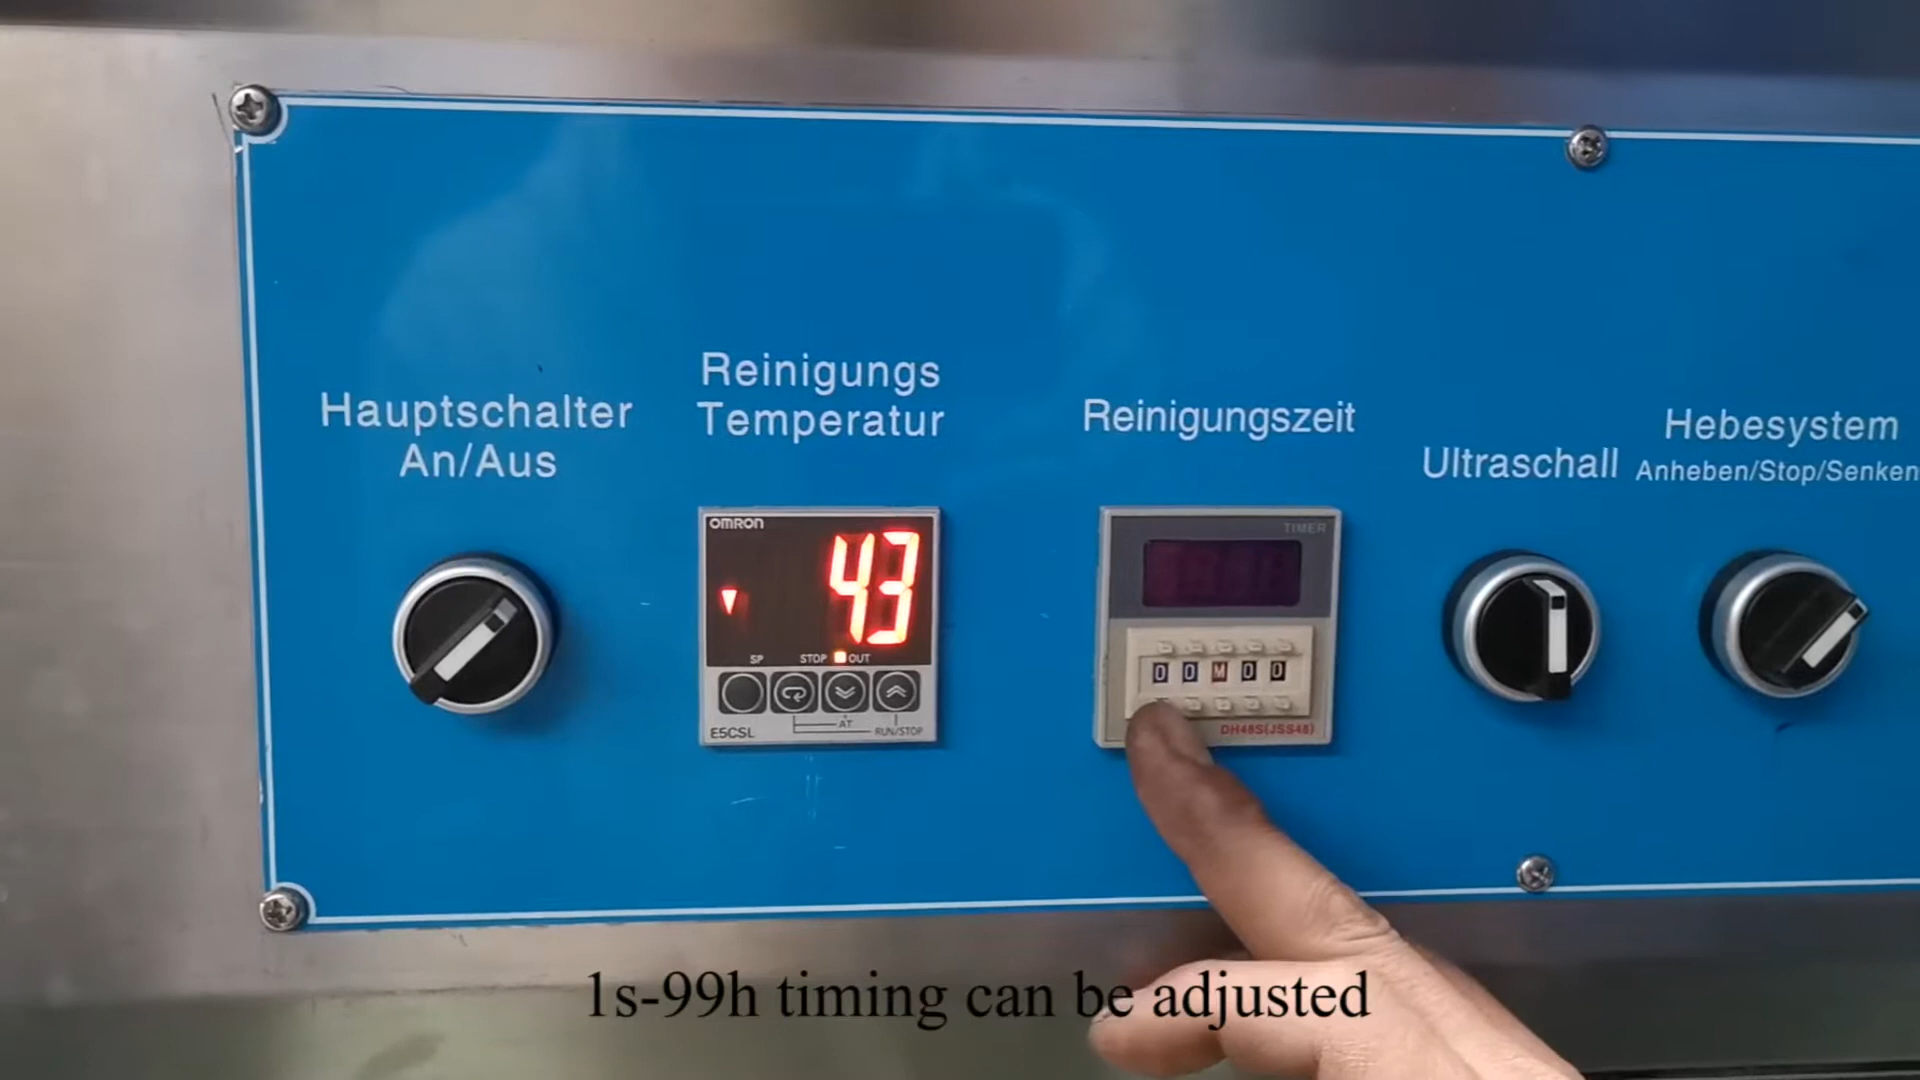 Hauptschalter
An/Aus
Reinigungs
Temperatur
Reinigungszeit
Ultraschall
Hebesystem
Anheben/Stop/Senken
OMRON
43
SP STOP OUT
AT
RUN/STOP
E5CSL
TIMER
00M00
DH48S(JSS48)
1s-99h timing can be adjusted